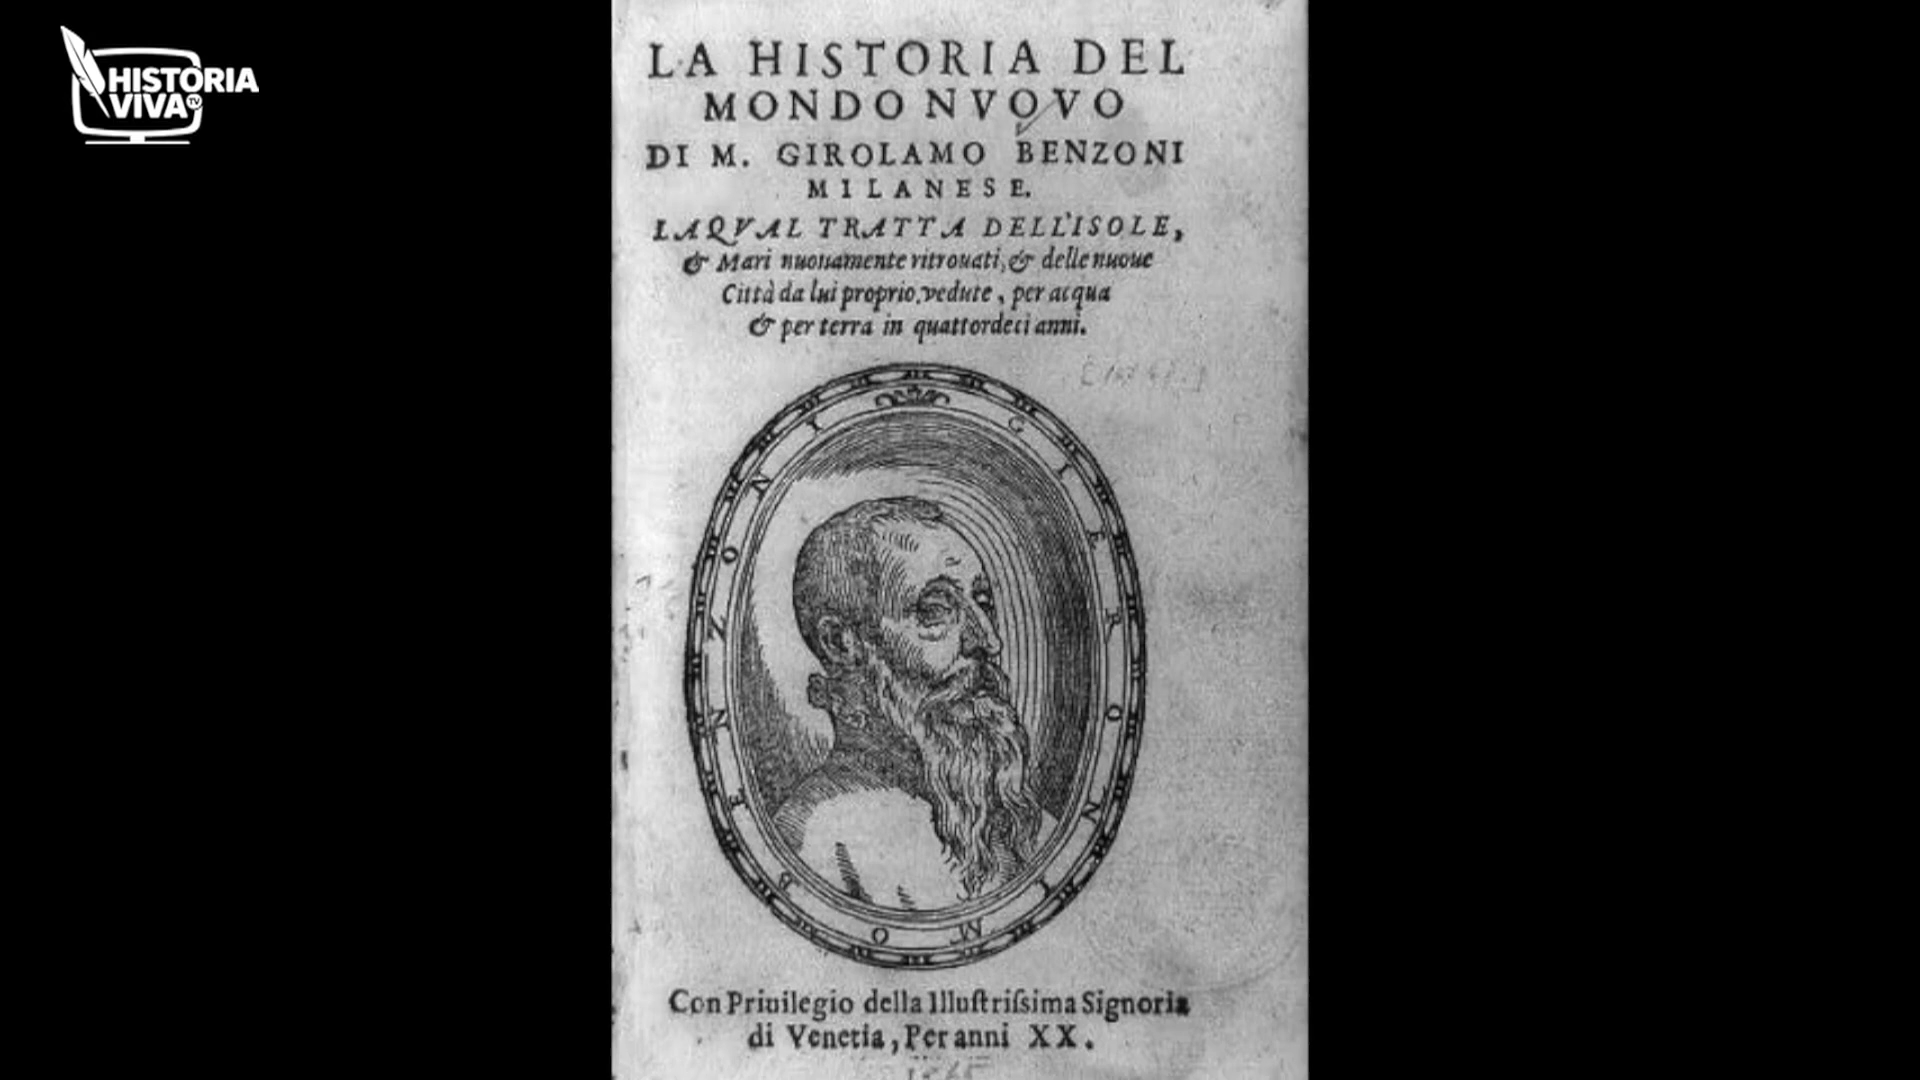 HISTORIA
VIVA TV
LA HISTORIA DEL
MONDO NVOVO
DI M. GIROLAMO BENZONI
MILANESE.
LAQVAL TRATTA DELL'ISOLE,
& Mari nuouamente ritrouati, & delle nuoue
Città da lui proprio vedute, per acqua
& per terra in quattordeci anni.
HIERONIMO BENZONI
Con Priuilegio della Illuſtriſsima Signoria
di Venetia, Per anni XX.
1565